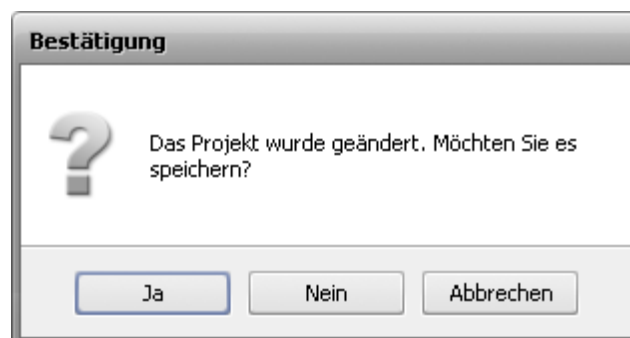 Bestätigung
Das Projekt wurde geändert. Möchten Sie es
speichern?
Ja
Nein
Abbrechen